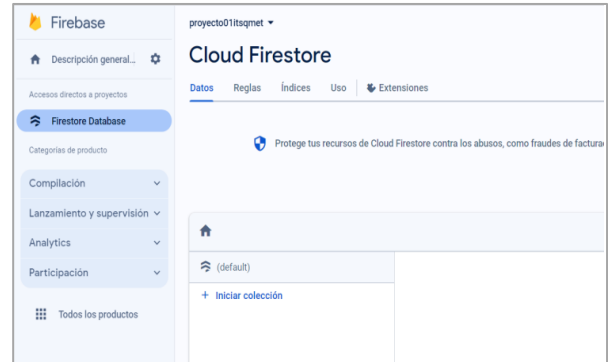 Firebase
Descripción general...
Accesos directos a proyectos
Firestore Database
Categorías de producto
Compilación
Lanzamiento y supervisión
Analytics
Participación
Todos los productos
proyecto01itsqmet
Cloud Firestore
Datos Reglas Índices Uso Extensiones
Protege tus recursos de Cloud Firestore contra los abusos, como fraudes de factura
(default)
+ Iniciar colección